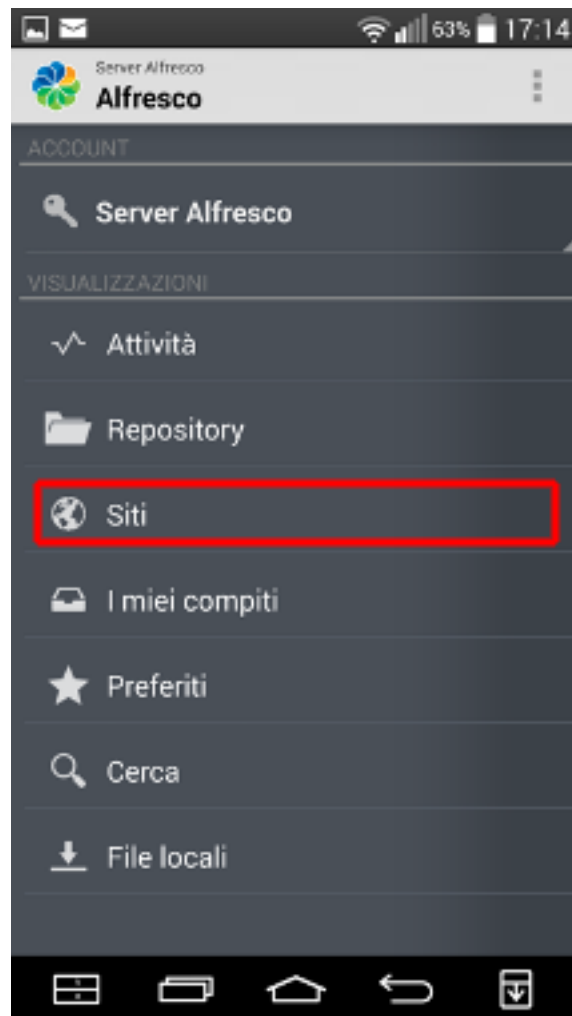 63% 17:14
Server Alfresco
Alfresco
ACCOUNT
Server Alfresco
VISUALIZZAZIONI
Attività
Repository
Siti
I miei compiti
Preferiti
Cerca
File locali